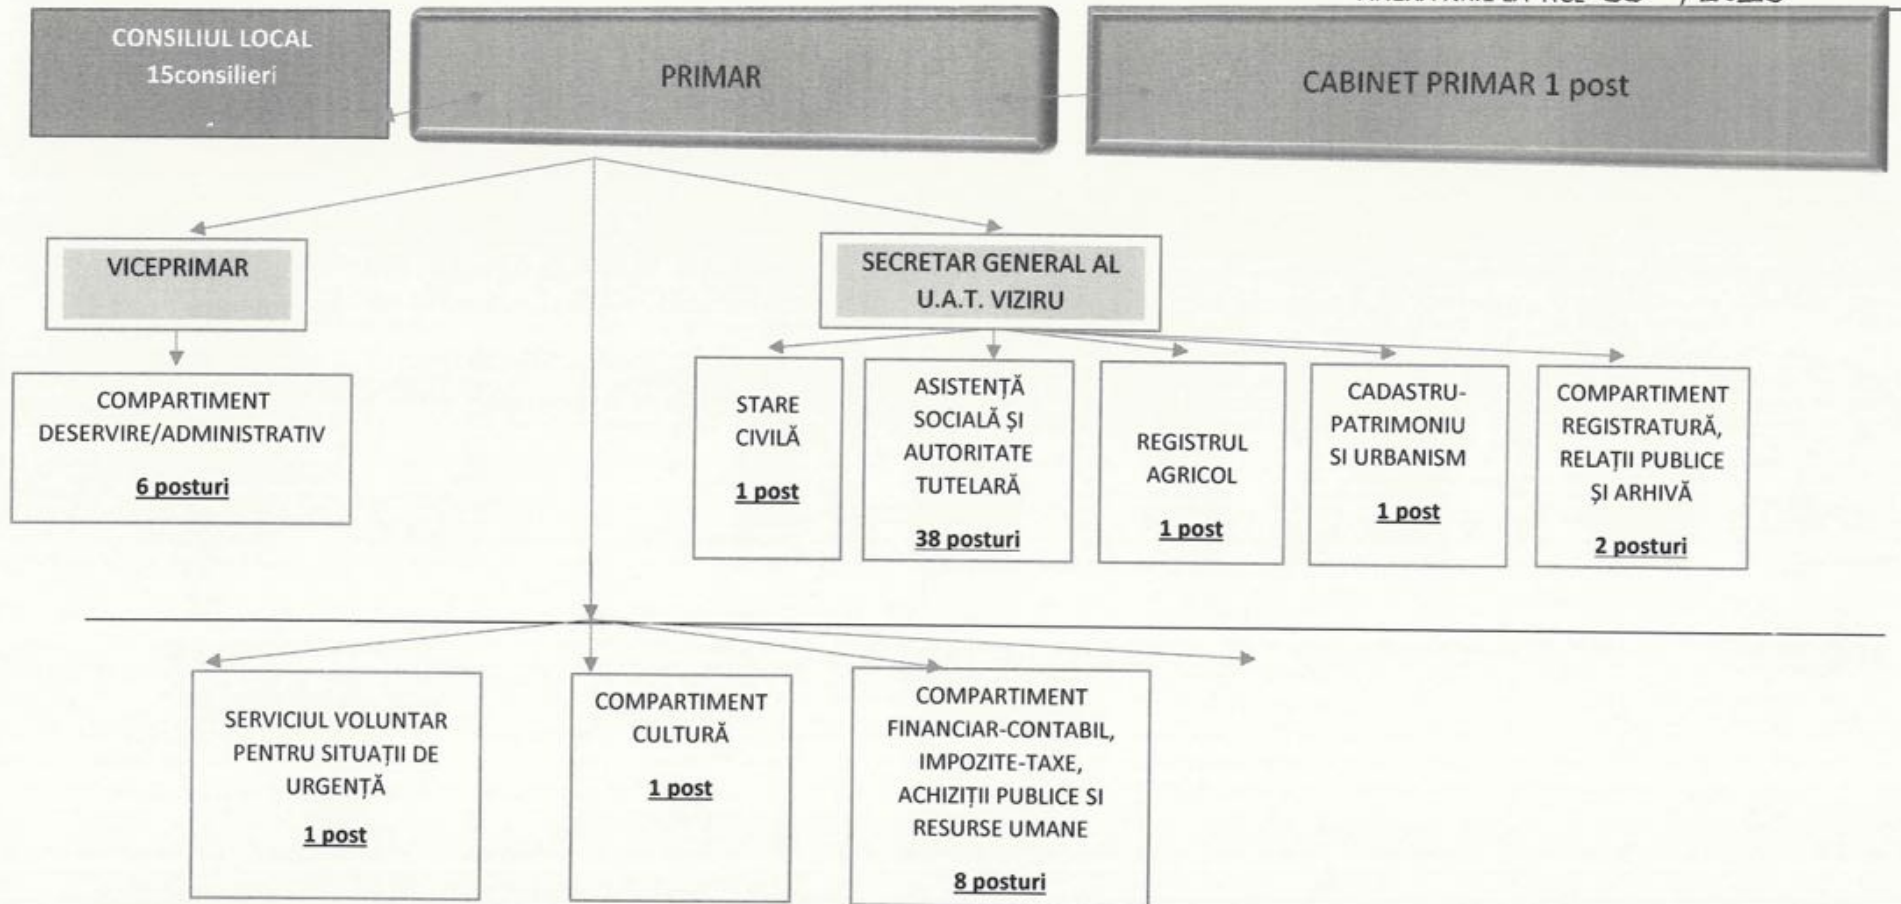 CONSILIUL LOCAL
15consilieri
PRIMAR
CABINET PRIMAR 1 post
VICEPRIMAR
SECRETAR GENERAL AL
U.A.T. VIZIRU
COMPARTIMENT
DESERVIRE/ADMINISTRATIV
6 posturi
STARE
CIVILĂ
1 post
ASISTENȚĂ
SOCIALĂ ȘI
AUTORITATE
TUTELARĂ
38 posturi
REGISTRUL
AGRICOL
1 post
CADASTRU-
PATRIMONIU
SI URBANISM
1 post
COMPARTIMENT
REGISTRATURĂ,
RELAȚII PUBLICE
ȘI ARHIVĂ
2 posturi
SERVICIUL VOLUNTAR
PENTRU SITUAȚII DE
URGENȚĂ
1 post
COMPARTIMENT
CULTURĂ
1 post
COMPARTIMENT
FINANCIAR-CONTABIL,
IMPOZITE-TAXE,
ACHIZIȚII PUBLICE SI
RESURSE UMANE
8 posturi